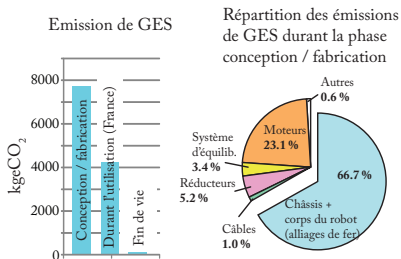 Emission de GES
kgeCO2
8000
6000
4000
2000
0
Conception / fabrication
Durant l'utilisation (France)
Fin de vie
Répartition des émissions
de GES durant la phase
conception / fabrication
Autres
0.6 %
Moteurs
23.1 %
Système
d'équilib.
3.4 %
Réducteurs
5.2 %
Câbles
1.0 %
66.7 %
Châssis +
corps du robot
(alliages de fer)